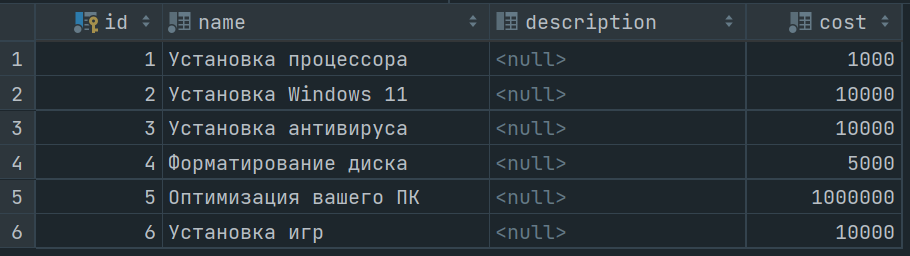 id name description cost
1 1 Установка процессора <null> 1000
2 2 Установка Windows 11 <null> 10000
3 3 Установка антивируса <null> 10000
4 4 Форматирование диска <null> 5000
5 5 Оптимизация вашего ПК <null> 1000000
6 6 Установка игр <null> 10000